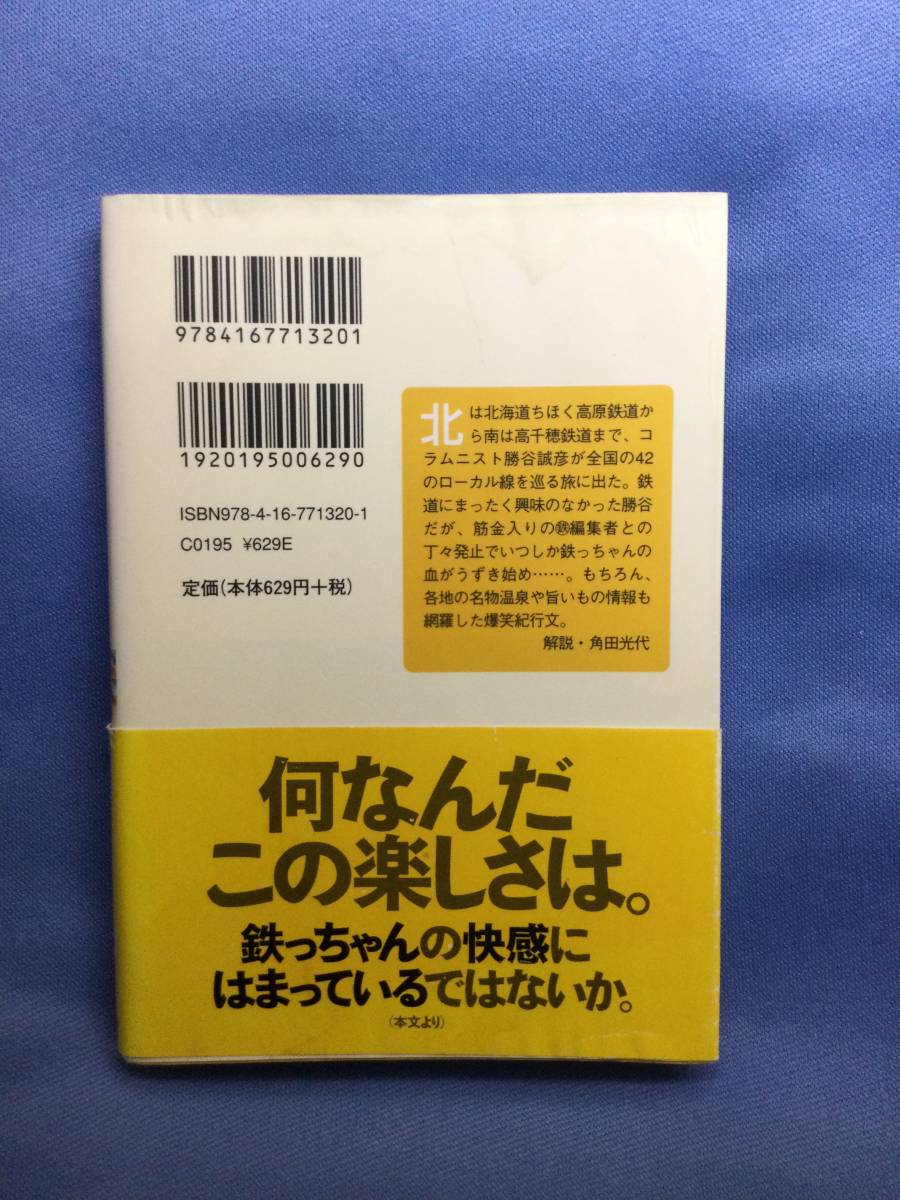 9784167713201
1920195006290
ISBN978-4-16-771320-1
C0195 ¥629E
定価(本体629円+税)
北は北海道ちほく高原鉄道か
ら南は高千穂鉄道まで、コ
ラムニスト勝谷誠彦が全国の42
のローカル線を巡る旅に出た。鉄
道にまったく興味のなかった勝谷
だが、筋金入りの㊙編集者との
丁々発止でいつしか鉄っちゃんの
血がうずき始め……。もちろん、
各地の名物温泉や旨いもの情報も
網羅した爆笑紀行文。
解説・角田光代
何なんだ
この楽しさは。
鉄っちゃんの快感に
はまっているではないか。
(本文より)